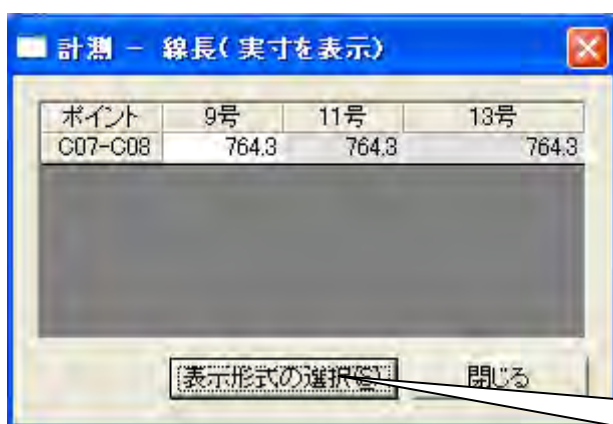 計測 - 線長(実寸を表示)
ポイント 9号 11号 13号
C07-C08 764.3 764.3 764.3
表示形式の選択(S) 閉じる